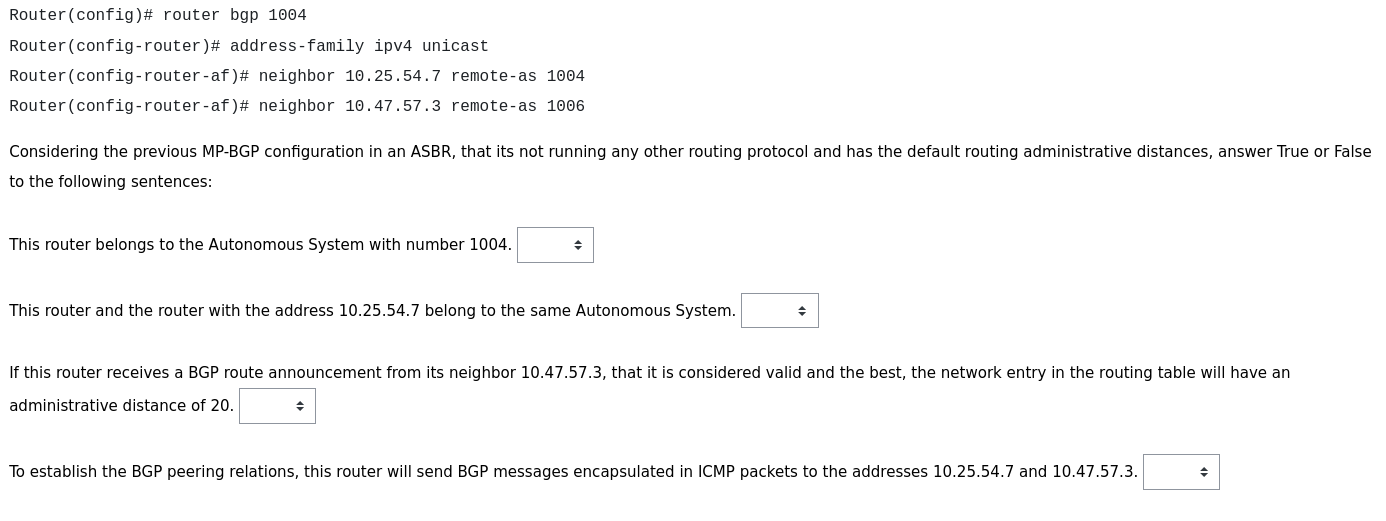 Router(config)# router bgp 1004
Router(config-router)# address-family ipv4 unicast
Router(config-router-af)# neighbor 10.25.54.7 remote-as 1004
Router(config-router-af)# neighbor 10.47.57.3 remote-as 1006
Considering the previous MP-BGP configuration in an ASBR, that its not running any other routing protocol and has the default routing administrative distances, answer True or False
to the following sentences:
This router belongs to the Autonomous System with number 1004.
This router and the router with the address 10.25.54.7 belong to the same Autonomous System.
If this router receives a BGP route announcement from its neighbor 10.47.57.3, that it is considered valid and the best, the network entry in the routing table will have an
administrative distance of 20.
To establish the BGP peering relations, this router will send BGP messages encapsulated in ICMP packets to the addresses 10.25.54.7 and 10.47.57.3.